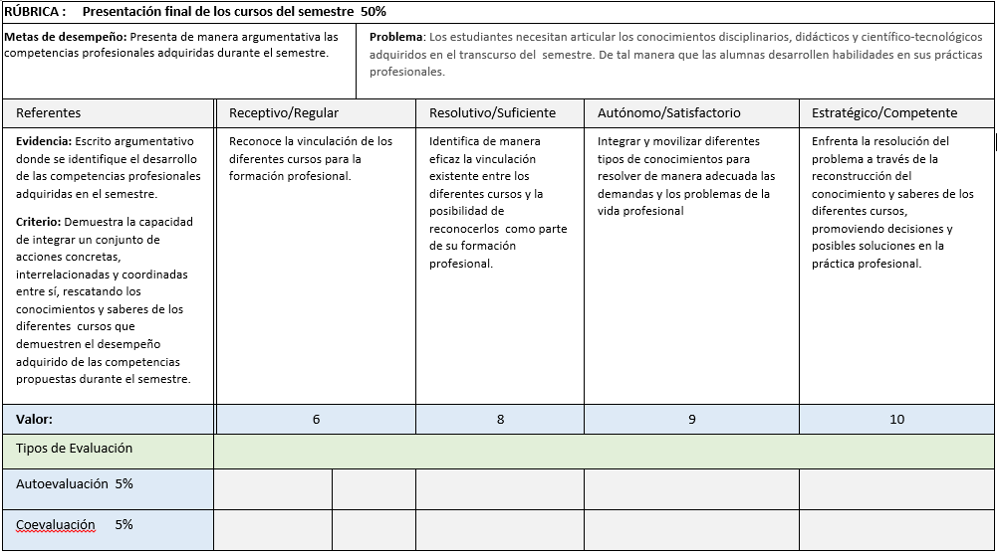 RÚBRICA : Presentación final de los cursos del semestre 50%
Metas de desempeño: Presenta de manera argumentativa las
competencias profesionales adquiridas durante el semestre.
Problema: Los estudiantes necesitan articular los conocimientos disciplinarios, didácticos y científico-tecnológicos
adquiridos en el transcurso del semestre. De tal manera que las alumnas desarrollen habilidades en sus prácticas
profesionales.
Referentes
Receptivo/Regular
Resolutivo/Suficiente
Autónomo/Satisfactorio
Estratégico/Competente
Evidencia: Escrito argumentativo
donde se identifique el desarrollo
de las competencias profesionales
adquiridas en el semestre.
Criterio: Demuestra la capacidad
de integrar un conjunto de
acciones concretas,
interrelacionadas y coordinadas
entre sí, rescatando los
conocimientos y saberes de los
diferentes cursos que
demuestren el desempeño
adquirido de las competencias
propuestas durante el semestre.
Reconoce la vinculación de los
diferentes cursos para la
formación profesional.
Identifica de manera
eficaz la vinculación
existente entre los
diferentes cursos y la
posibilidad de
reconocerlos como parte
de su formación
profesional.
Integrar y movilizar diferentes
tipos de conocimientos para
resolver de manera adecuada las
demandas y los problemas de la
vida profesional
Enfrenta la resolución del
problema a través de la
reconstrucción del
conocimiento y saberes de los
diferentes cursos,
promoviendo decisiones y
posibles soluciones en la
práctica profesional.
Valor:
6
8
9
10
Tipos de Evaluación
Autoevaluación 5%
Coevaluación 5%